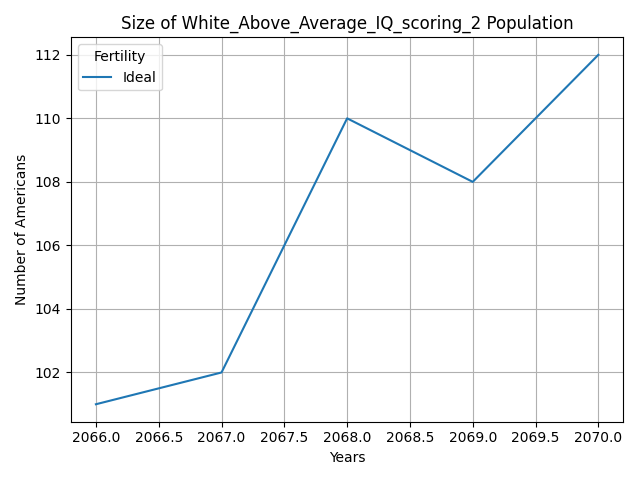 Size of White_Above_Average_IQ_scoring_2 Population
Fertility
Ideal
112
110
108
106
104
102
Number of Americans
2066.0 2066.5 2067.0 2067.5 2068.0 2068.5 2069.0 2069.5 2070.0
Years